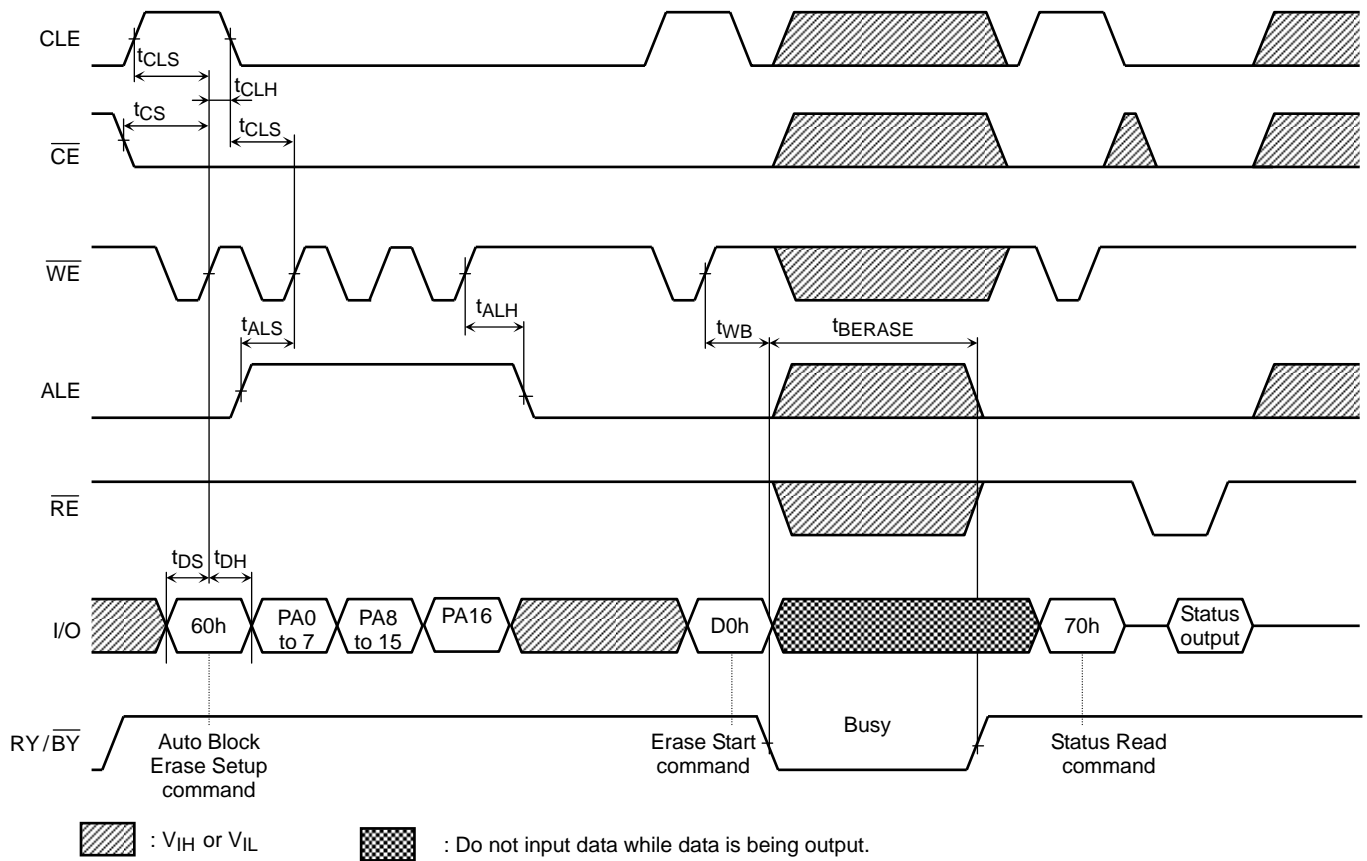 CLE
tCLS
tCLH
tCS
tCLS
CE
WE
tALS
tALH
tWB
tBERASE
ALE
RE
tDS
tDH
I/O
60h
PA0
to 7
PA8
to 15
PA16
D0h
70h
Status
output
RY/BY
Busy
Auto Block
Erase Setup
command
Erase Start
command
Status Read
command
: VIH or VIL
: Do not input data while data is being output.